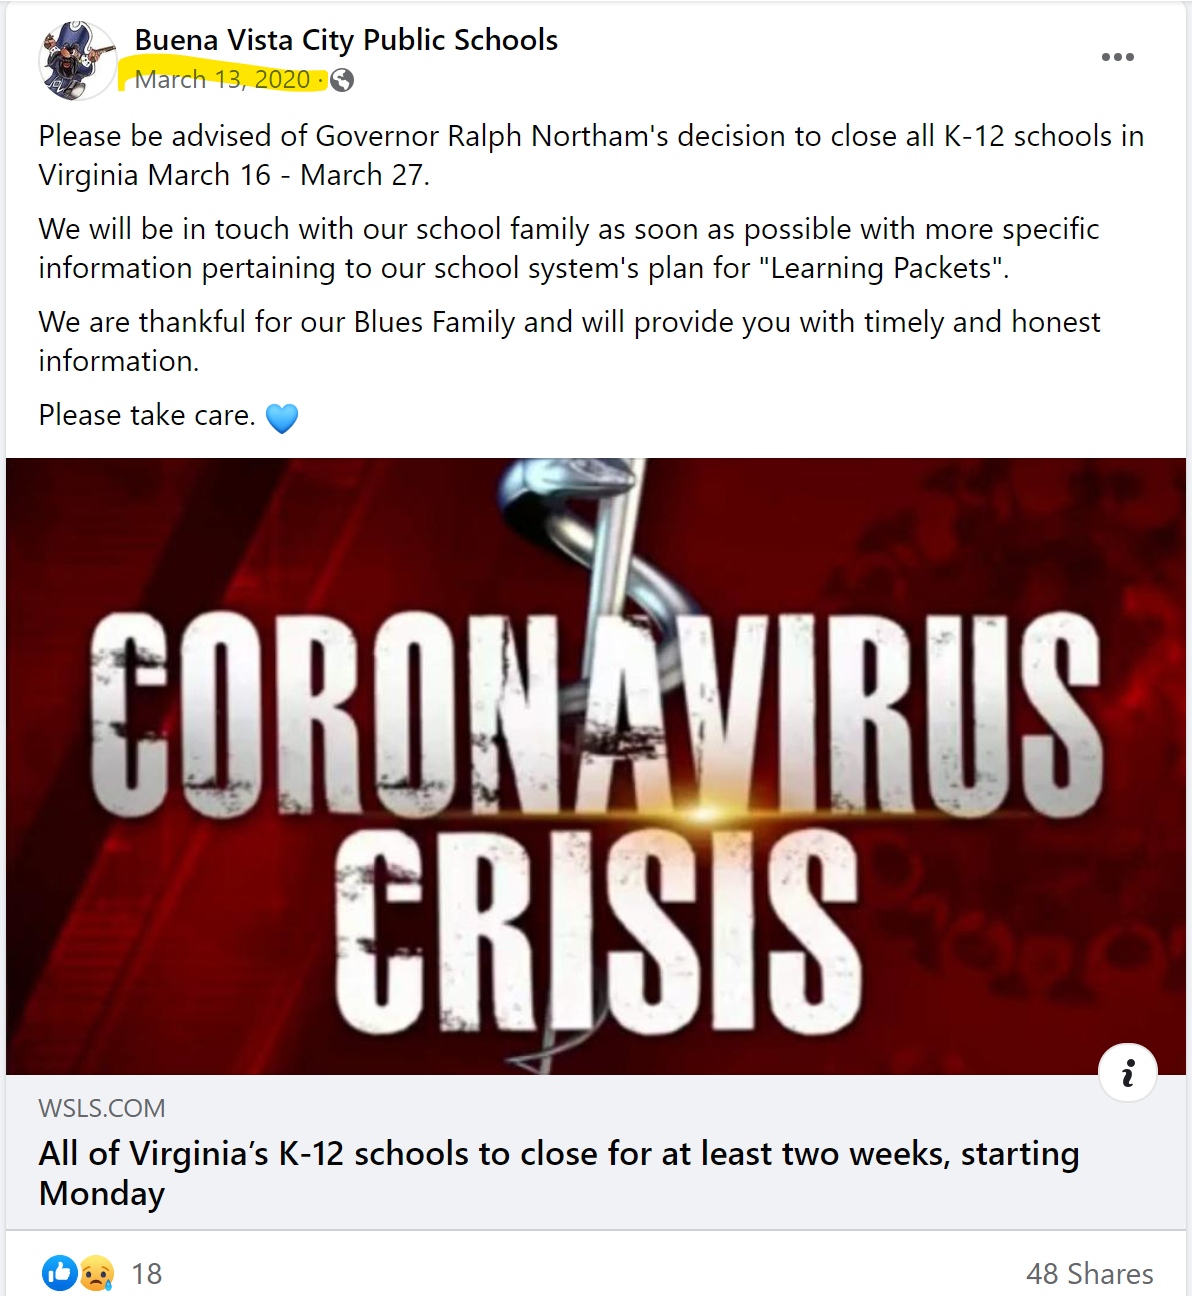 Buena Vista City Public Schools
March 13, 2020 ·
Please be advised of Governor Ralph Northam's decision to close all K-12 schools in
Virginia March 16 - March 27.
We will be in touch with our school family as soon as possible with more specific
information pertaining to our school system's plan for "Learning Packets".
We are thankful for our Blues Family and will provide you with timely and honest
information.
Please take care. 💙
CORONAVIRUS
CRISIS
WSLS.COM
All of Virginia’s K-12 schools to close for at least two weeks, starting
Monday
18
48 Shares